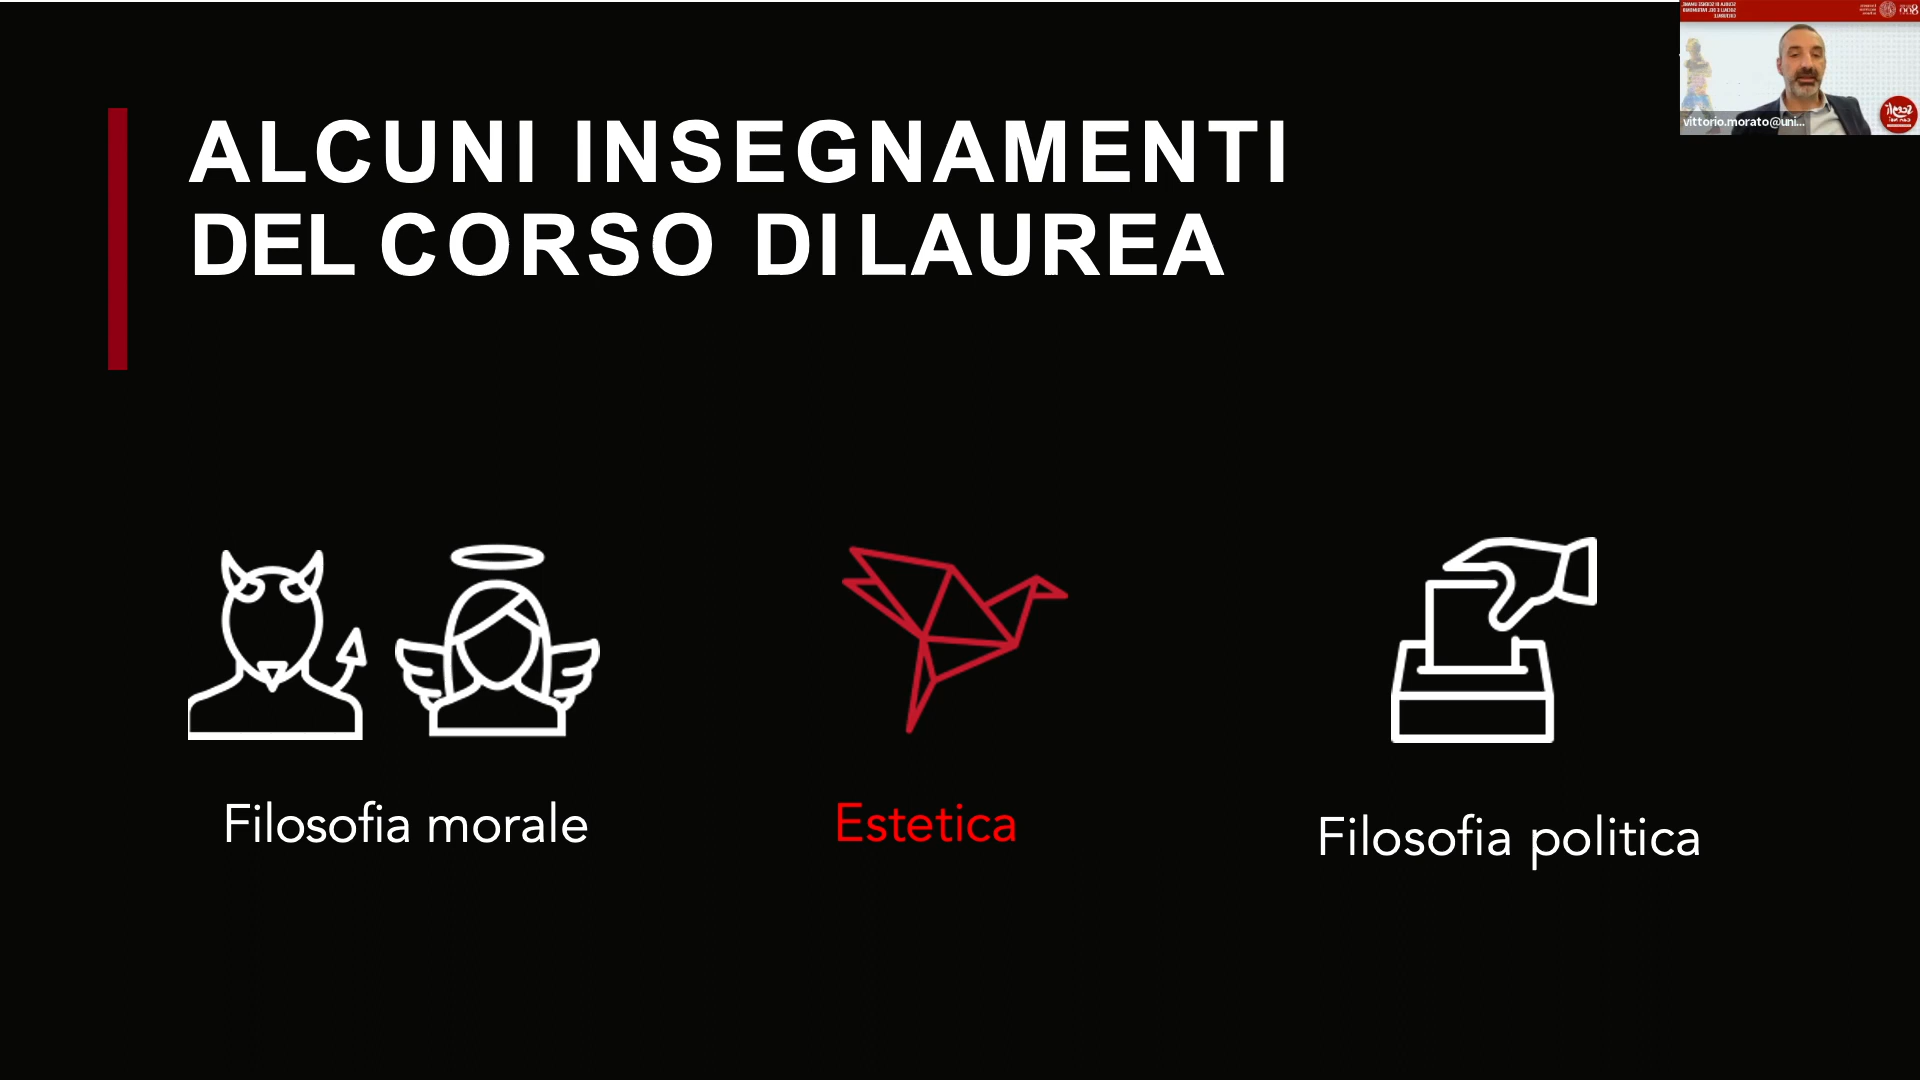 ALCUNI INSEGNAMENTI
DEL CORSO DI LAUREA
vittorio.morato@uni...
Filosofia morale
Estetica
Filosofia politica